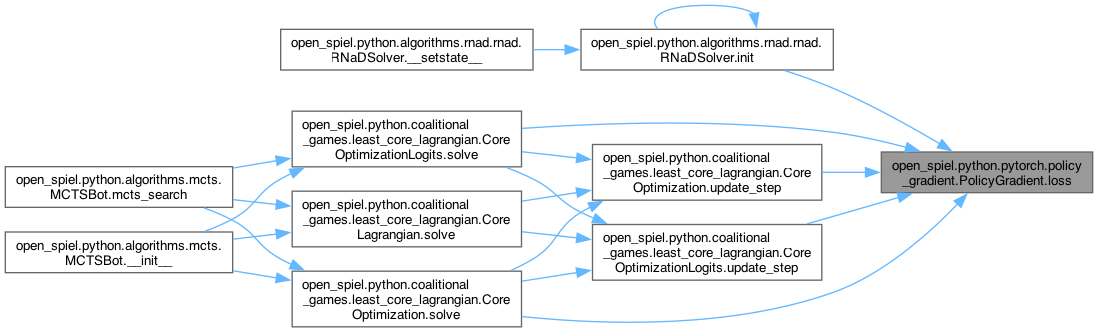 open_spiel.python.algorithms.rnad.rnad.
RNaDSolver.__setstate__
open_spiel.python.algorithms.rnad.rnad.
RNaDSolver.init
open_spiel.python.coalitional
_games.least_core_lagrangian.Core
OptimizationLogits.solve
open_spiel.python.coalitional
_games.least_core_lagrangian.Core
Optimization.update_step
open_spiel.python.pytorch.policy
_gradient.PolicyGradient.loss
open_spiel.python.algorithms.mcts.
MCTSBot.mcts_search
open_spiel.python.coalitional
_games.least_core_lagrangian.Core
Lagrangian.solve
open_spiel.python.algorithms.mcts.
MCTSBot.__init__
open_spiel.python.coalitional
_games.least_core_lagrangian.Core
OptimizationLogits.update_step
open_spiel.python.coalitional
_games.least_core_lagrangian.Core
Optimization.solve